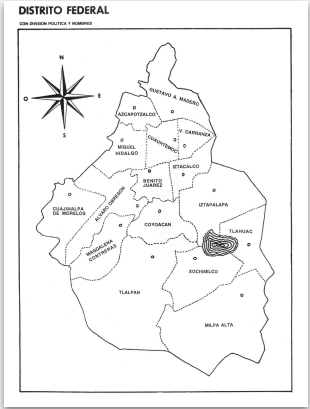 DISTRITO FEDERAL
CON DIVISION POLITICA Y NOMBRES
N
O
E
S
GUSTAVO A. MADERO
AZCAPOTZALCO
V. CARRANZA
CUAUHTEMOC
MIGUEL
HIDALGO
IZTACALCO
BENITO
JUAREZ
IZTAPALAPA
CUAJIMALPA
DE MORELOS
ALVARO OBREGON
COYOACAN
TLAHUAC
MAGDALENA
CONTRERAS
XOCHIMILCO
TLALPAN
MILPA ALTA